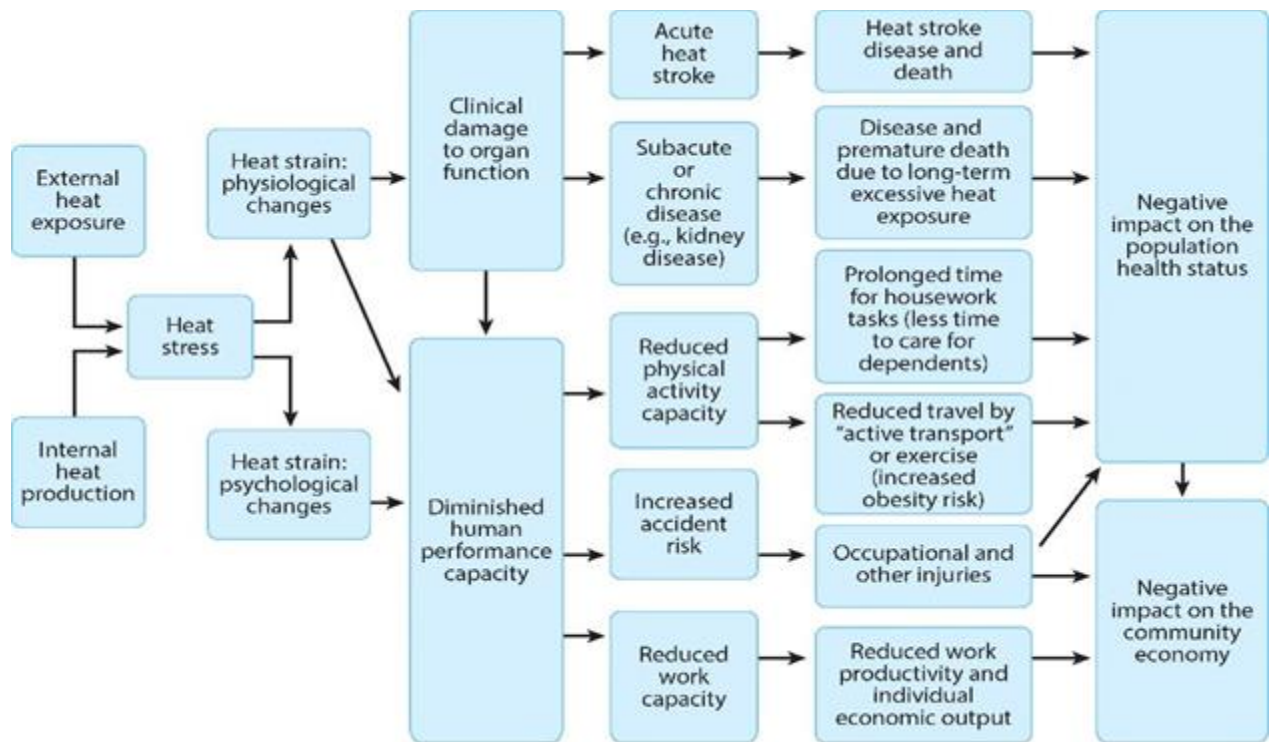 External
heat
exposure
Internal
heat
production
Heat
stress
Heat strain:
physiological
changes
Heat strain:
psychological
changes
Clinical
damage
to organ
function
Diminished
human
performance
capacity
Acute
heat
stroke
Subacute
or
chronic
disease
(e.g., kidney
disease)
Reduced
physical
activity
capacity
Increased
accident
risk
Reduced
work
capacity
Heat stroke
disease and
death
Disease and
premature death
due to long-term
excessive heat
exposure
Prolonged time
for housework
tasks (less time
to care for
dependents)
Reduced travel by
"active transport"
or exercise
(increased
obesity risk)
Occupational and
other injuries
Reduced work
productivity and
individual
economic output
Negative
impact on the
population
health status
Negative
impact on the
community
economy